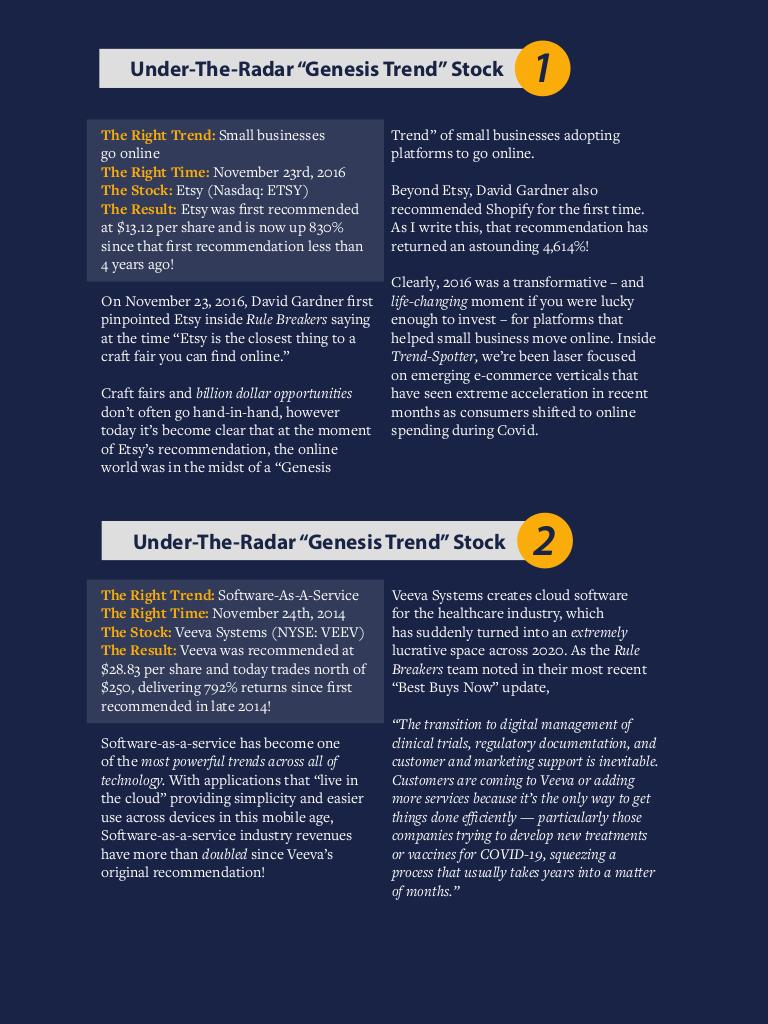 Under-The-Radar “Genesis Trend” Stock 1
The Right Trend: Small businesses
go online
The Right Time: November 23rd, 2016
The Stock: Etsy (Nasdaq: ETSY)
The Result: Etsy was first recommended
at $13.12 per share and is now up 830%
since that first recommendation less than
4 years ago!
On November 23, 2016, David Gardner first
pinpointed Etsy inside Rule Breakers saying
at the time “Etsy is the closest thing to a
craft fair you can find online.”
Craft fairs and billion dollar opportunities
don’t often go hand-in-hand, however
today it’s become clear that at the moment
of Etsy’s recommendation, the online
world was in the midst of a “Genesis
Trend” of small businesses adopting
platforms to go online.
Beyond Etsy, David Gardner also
recommended Shopify for the first time.
As I write this, that recommendation has
returned an astounding 4,614%!
Clearly, 2016 was a transformative – and
life-changing moment if you were lucky
enough to invest – for platforms that
helped small business move online. Inside
Trend-Spotter, we’re been laser focused
on emerging e-commerce verticals that
have seen extreme acceleration in recent
months as consumers shifted to online
spending during Covid.
Under-The-Radar “Genesis Trend” Stock 2
The Right Trend: Software-As-A-Service
The Right Time: November 24th, 2014
The Stock: Veeva Systems (NYSE: VEEV)
The Result: Veeva was recommended at
$28.83 per share and today trades north of
$250, delivering 792% returns since first
recommended in late 2014!
Software-as-a-service has become one
of the most powerful trends across all of
technology. With applications that “live in
the cloud” providing simplicity and easier
use across devices in this mobile age,
Software-as-a-service industry revenues
have more than doubled since Veeva’s
original recommendation!
Veeva Systems creates cloud software
for the healthcare industry, which
has suddenly turned into an extremely
lucrative space across 2020. As the Rule
Breakers team noted in their most recent
“Best Buys Now” update,
“The transition to digital management of
clinical trials, regulatory documentation, and
customer and marketing support is inevitable.
Customers are coming to Veeva or adding
more services because it’s the only way to get
things done efficiently — particularly those
companies trying to develop new treatments
or vaccines for COVID-19, squeezing a
process that usually takes years into a matter
of months.”